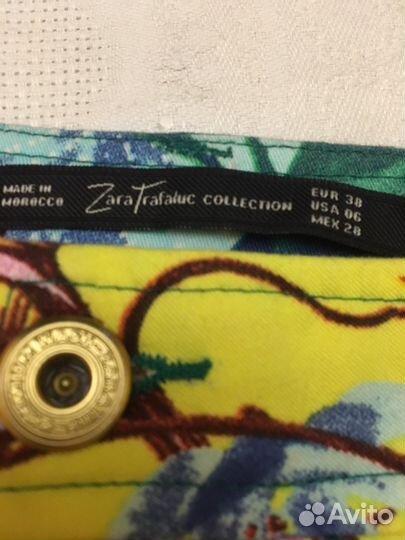 MADE IN
MOROCCO
Zara Trafaluc COLLECTION
EUR 38
USA 06
MEX 28
Avito